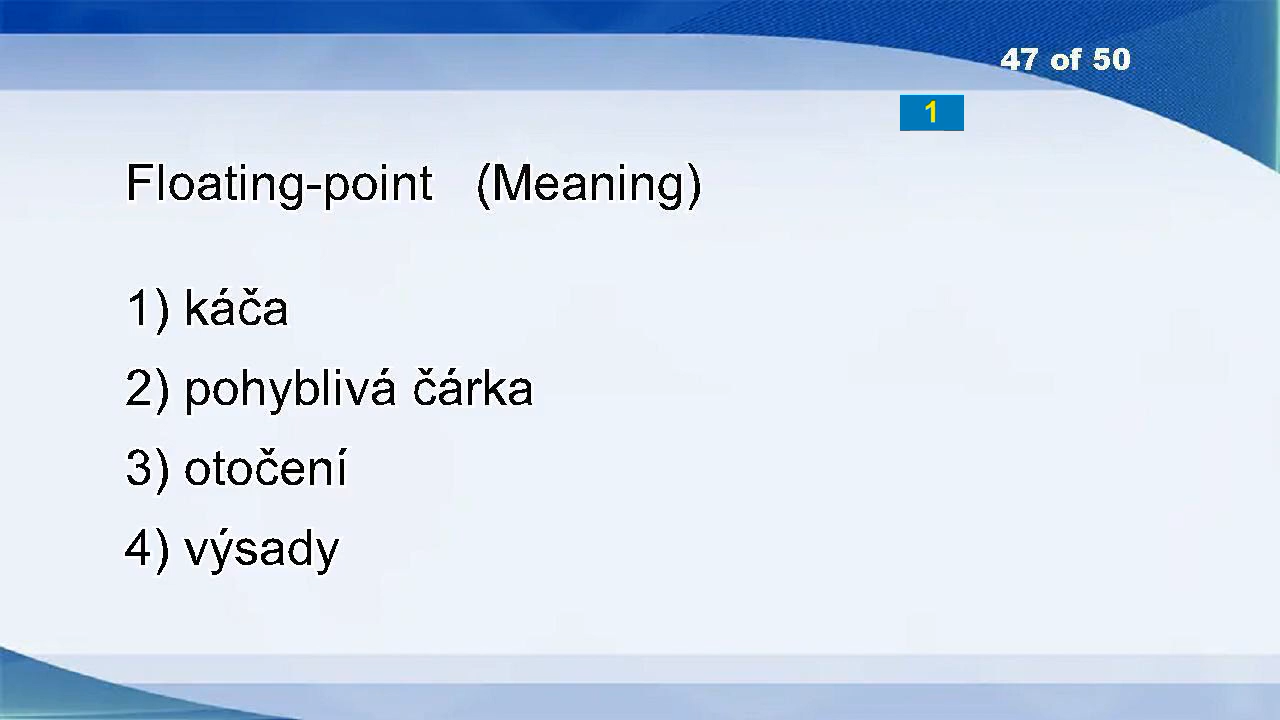 47 of 50
1
Floating-point (Meaning)
1) káča
2) pohyblivá čárka
3) otočení
4) výsady